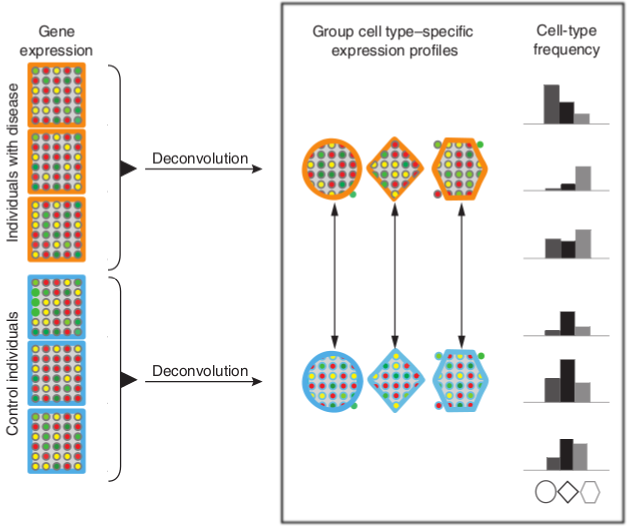 Gene
expression
Group cell type–specific
expression profiles
Cell-type
frequency
Individuals with disease
Deconvolution
Control individuals
Deconvolution